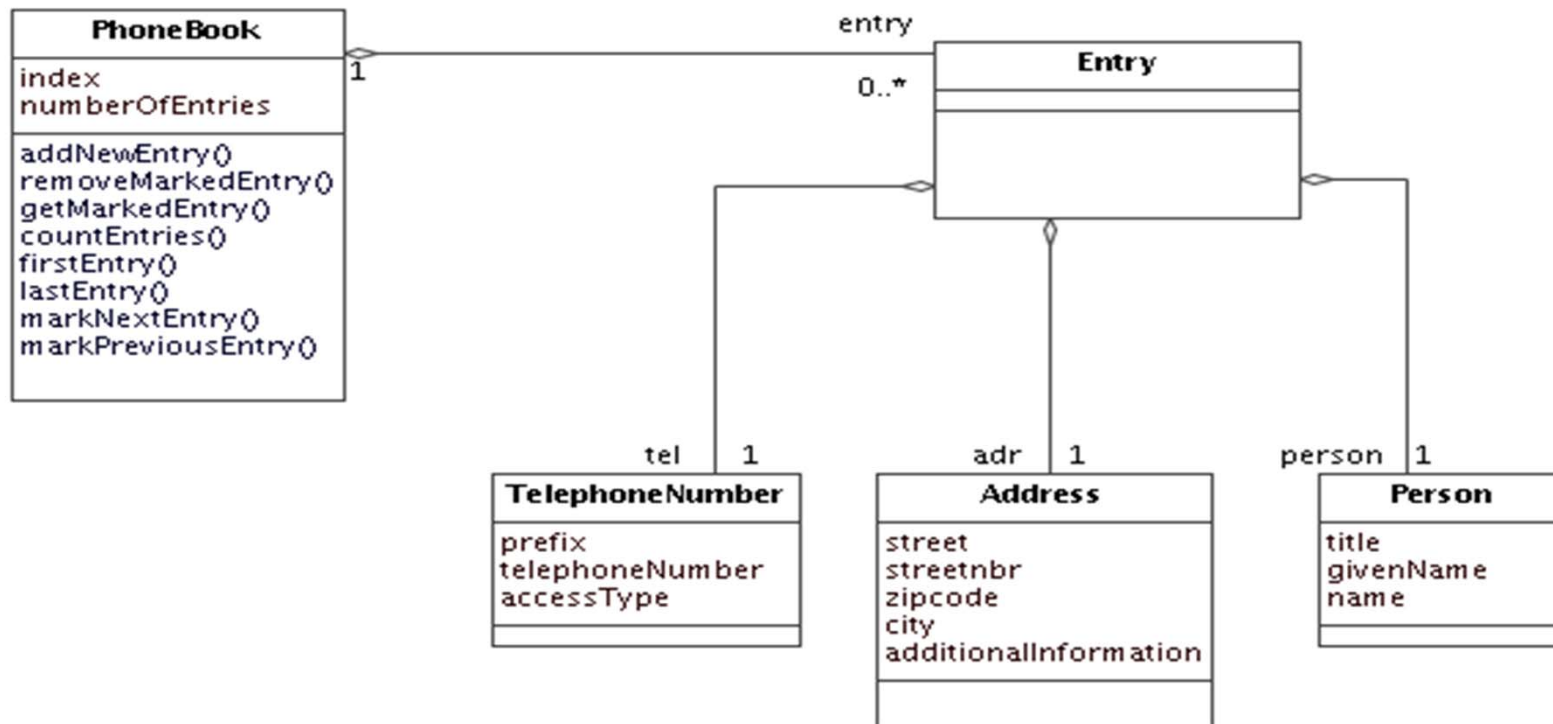 PhoneBook
index
numberOfEntries
addNewEntry()
removeMarkedEntry()
getMarkedEntry()
countEntries()
firstEntry()
lastEntry()
markNextEntry()
markPreviousEntry()
1
entry
0..*
Entry
tel 1
TelephoneNumber
prefix
telephoneNumber
accessType
adr 1
Address
street
streetnbr
zipcode
city
additionalInformation
person 1
Person
title
givenName
name